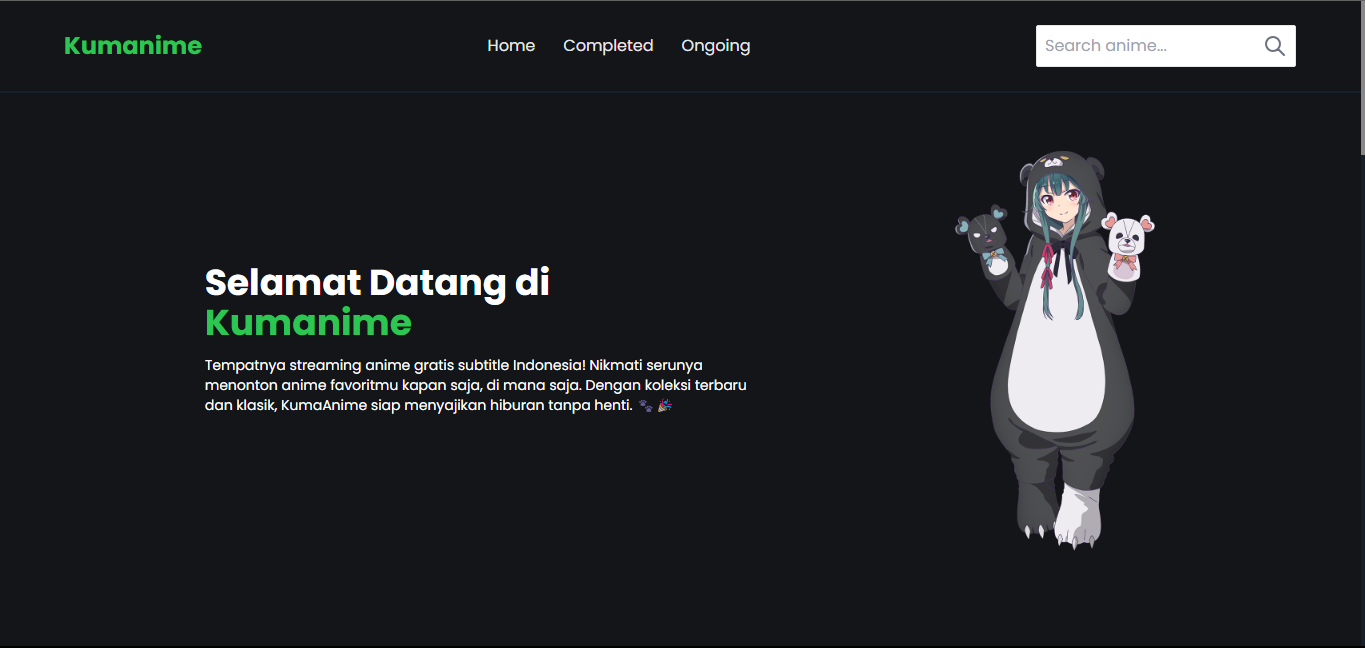 Kumanime
Home Completed Ongoing
Search anime...
Selamat Datang di
Kumanime
Tempatnya streaming anime gratis subtitle Indonesia! Nikmati serunya
menonton anime favoritmu kapan saja, di mana saja. Dengan koleksi terbaru
dan klasik, KumaAnime siap menyajikan hiburan tanpa henti. 🐾 🎉